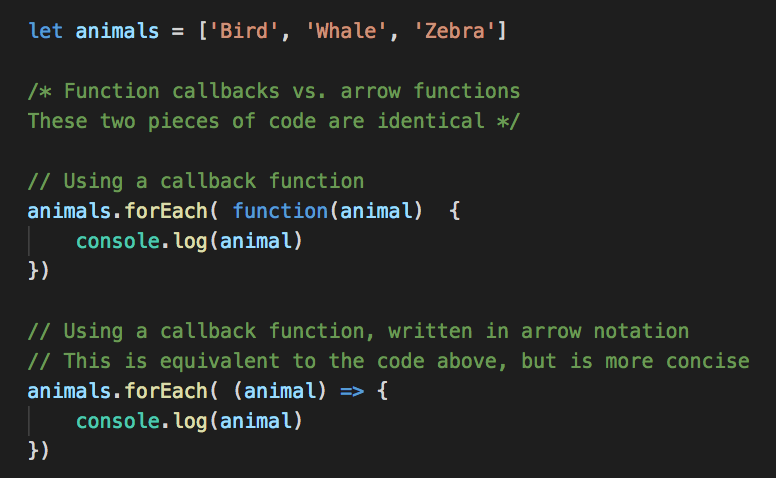 let animals = ['Bird', 'Whale', 'Zebra']

/* Function callbacks vs. arrow functions
These two pieces of code are identical */

// Using a callback function
animals.forEach( function(animal)  {
    console.log(animal)
})

// Using a callback function, written in arrow notation
// This is equivalent to the code above, but is more concise
animals.forEach( (animal) => {
    console.log(animal)
})